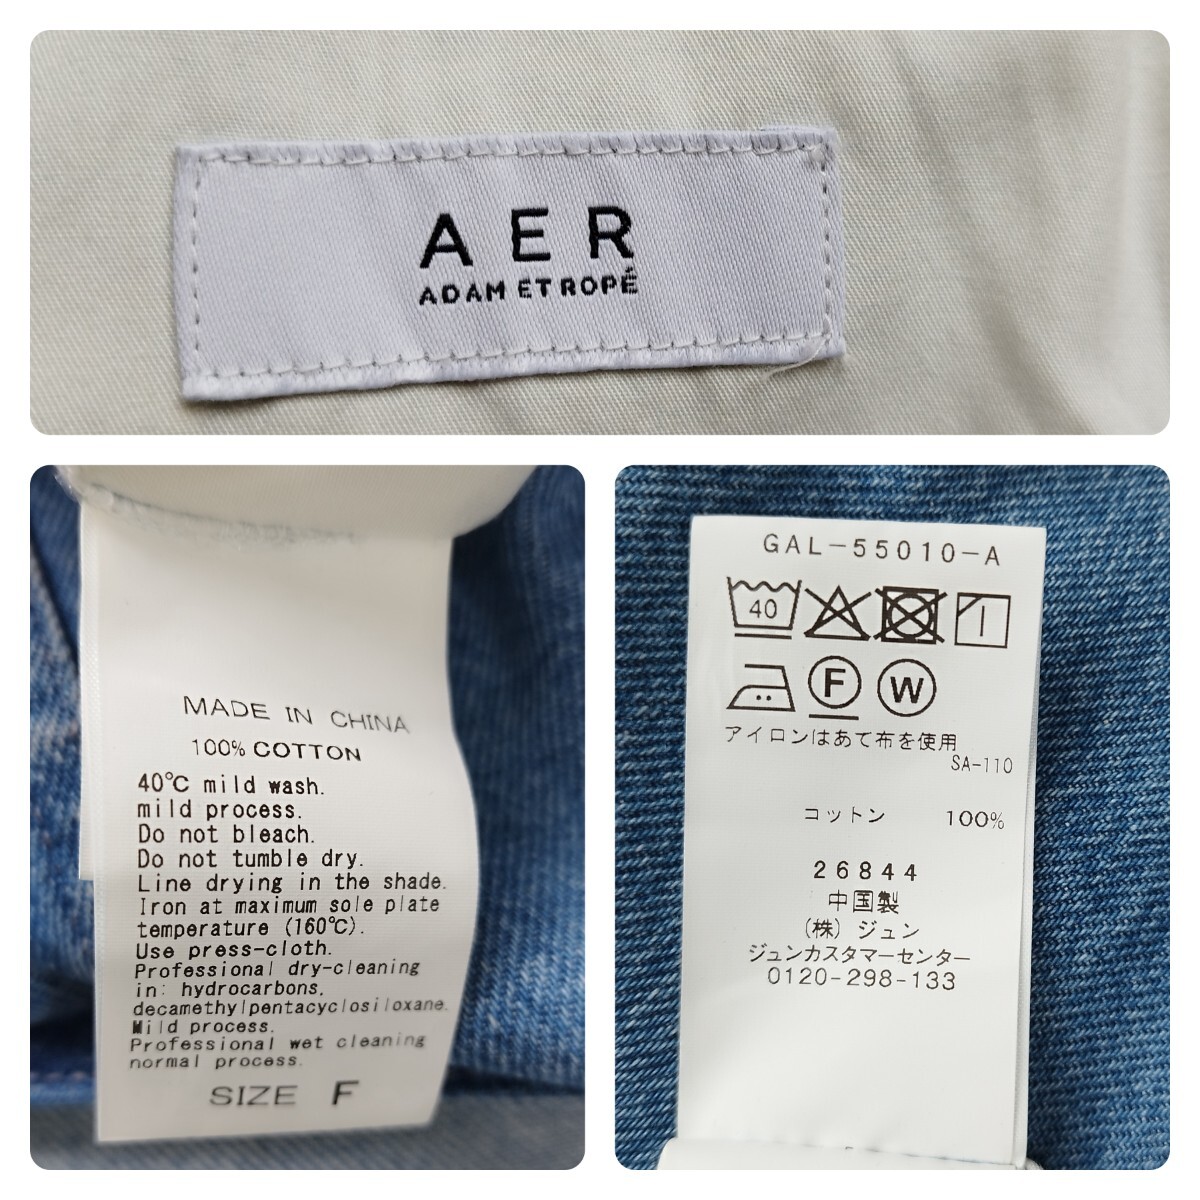 AER
ADAM ET ROPÉ
MADE IN CHINA
100% COTTON
40℃ mild wash.
mild process.
Do not bleach.
Do not tumble dry.
Line drying in the shade.
Iron at maximum sole plate
temperature (160℃).
Use press-cloth.
Professional dry-cleaning
in: hydrocarbons,
decamethylpentacyclosiloxane.
Mild process.
Professional wet cleaning
normal process.
SIZE F
GAL-55010-A
40
F W
アイロンはあて布を使用
SA-110
コットン 100%
26844
中国製
(株) ジュン
ジュンカスタマーセンター
0120-298-133